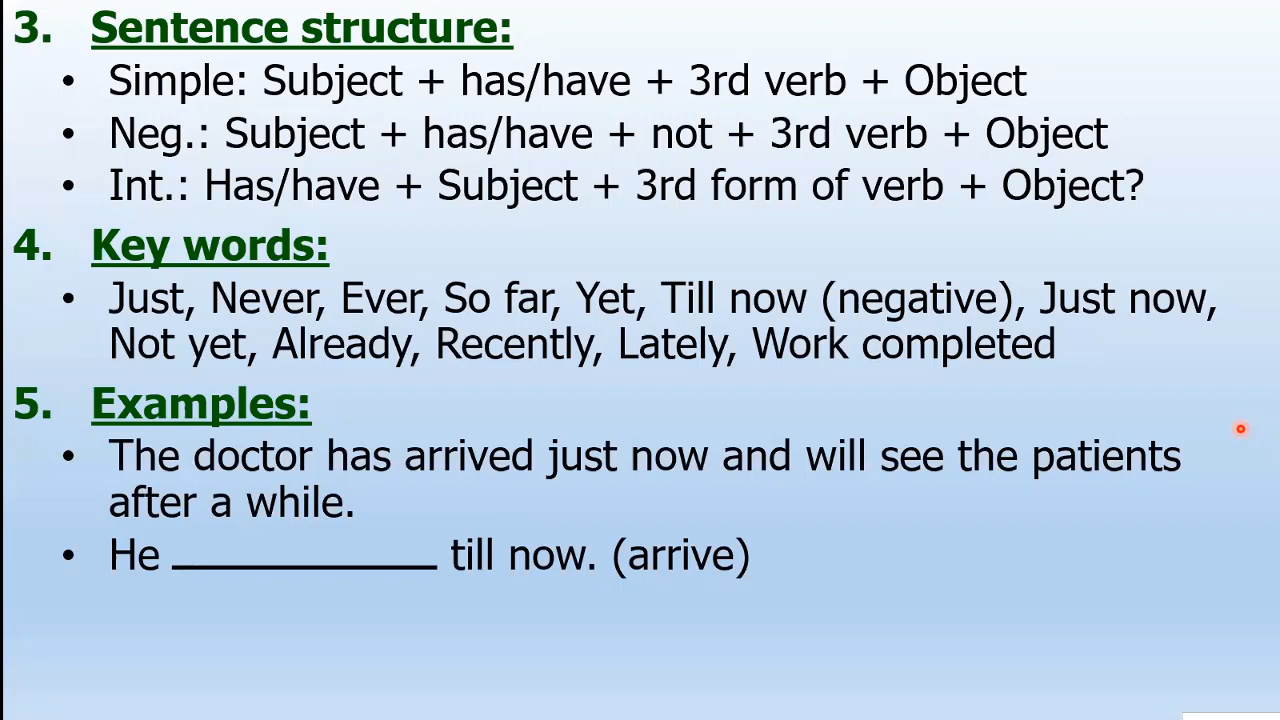 3. Sentence structure:
• Simple: Subject + has/have + 3rd verb + Object
• Neg.: Subject + has/have + not + 3rd verb + Object
• Int.: Has/have + Subject + 3rd form of verb + Object?
4. Key words:
• Just, Never, Ever, So far, Yet, Till now (negative), Just now,
Not yet, Already, Recently, Lately, Work completed
5. Examples:
• The doctor has arrived just now and will see the patients
after a while.
• He ____________ till now. (arrive)